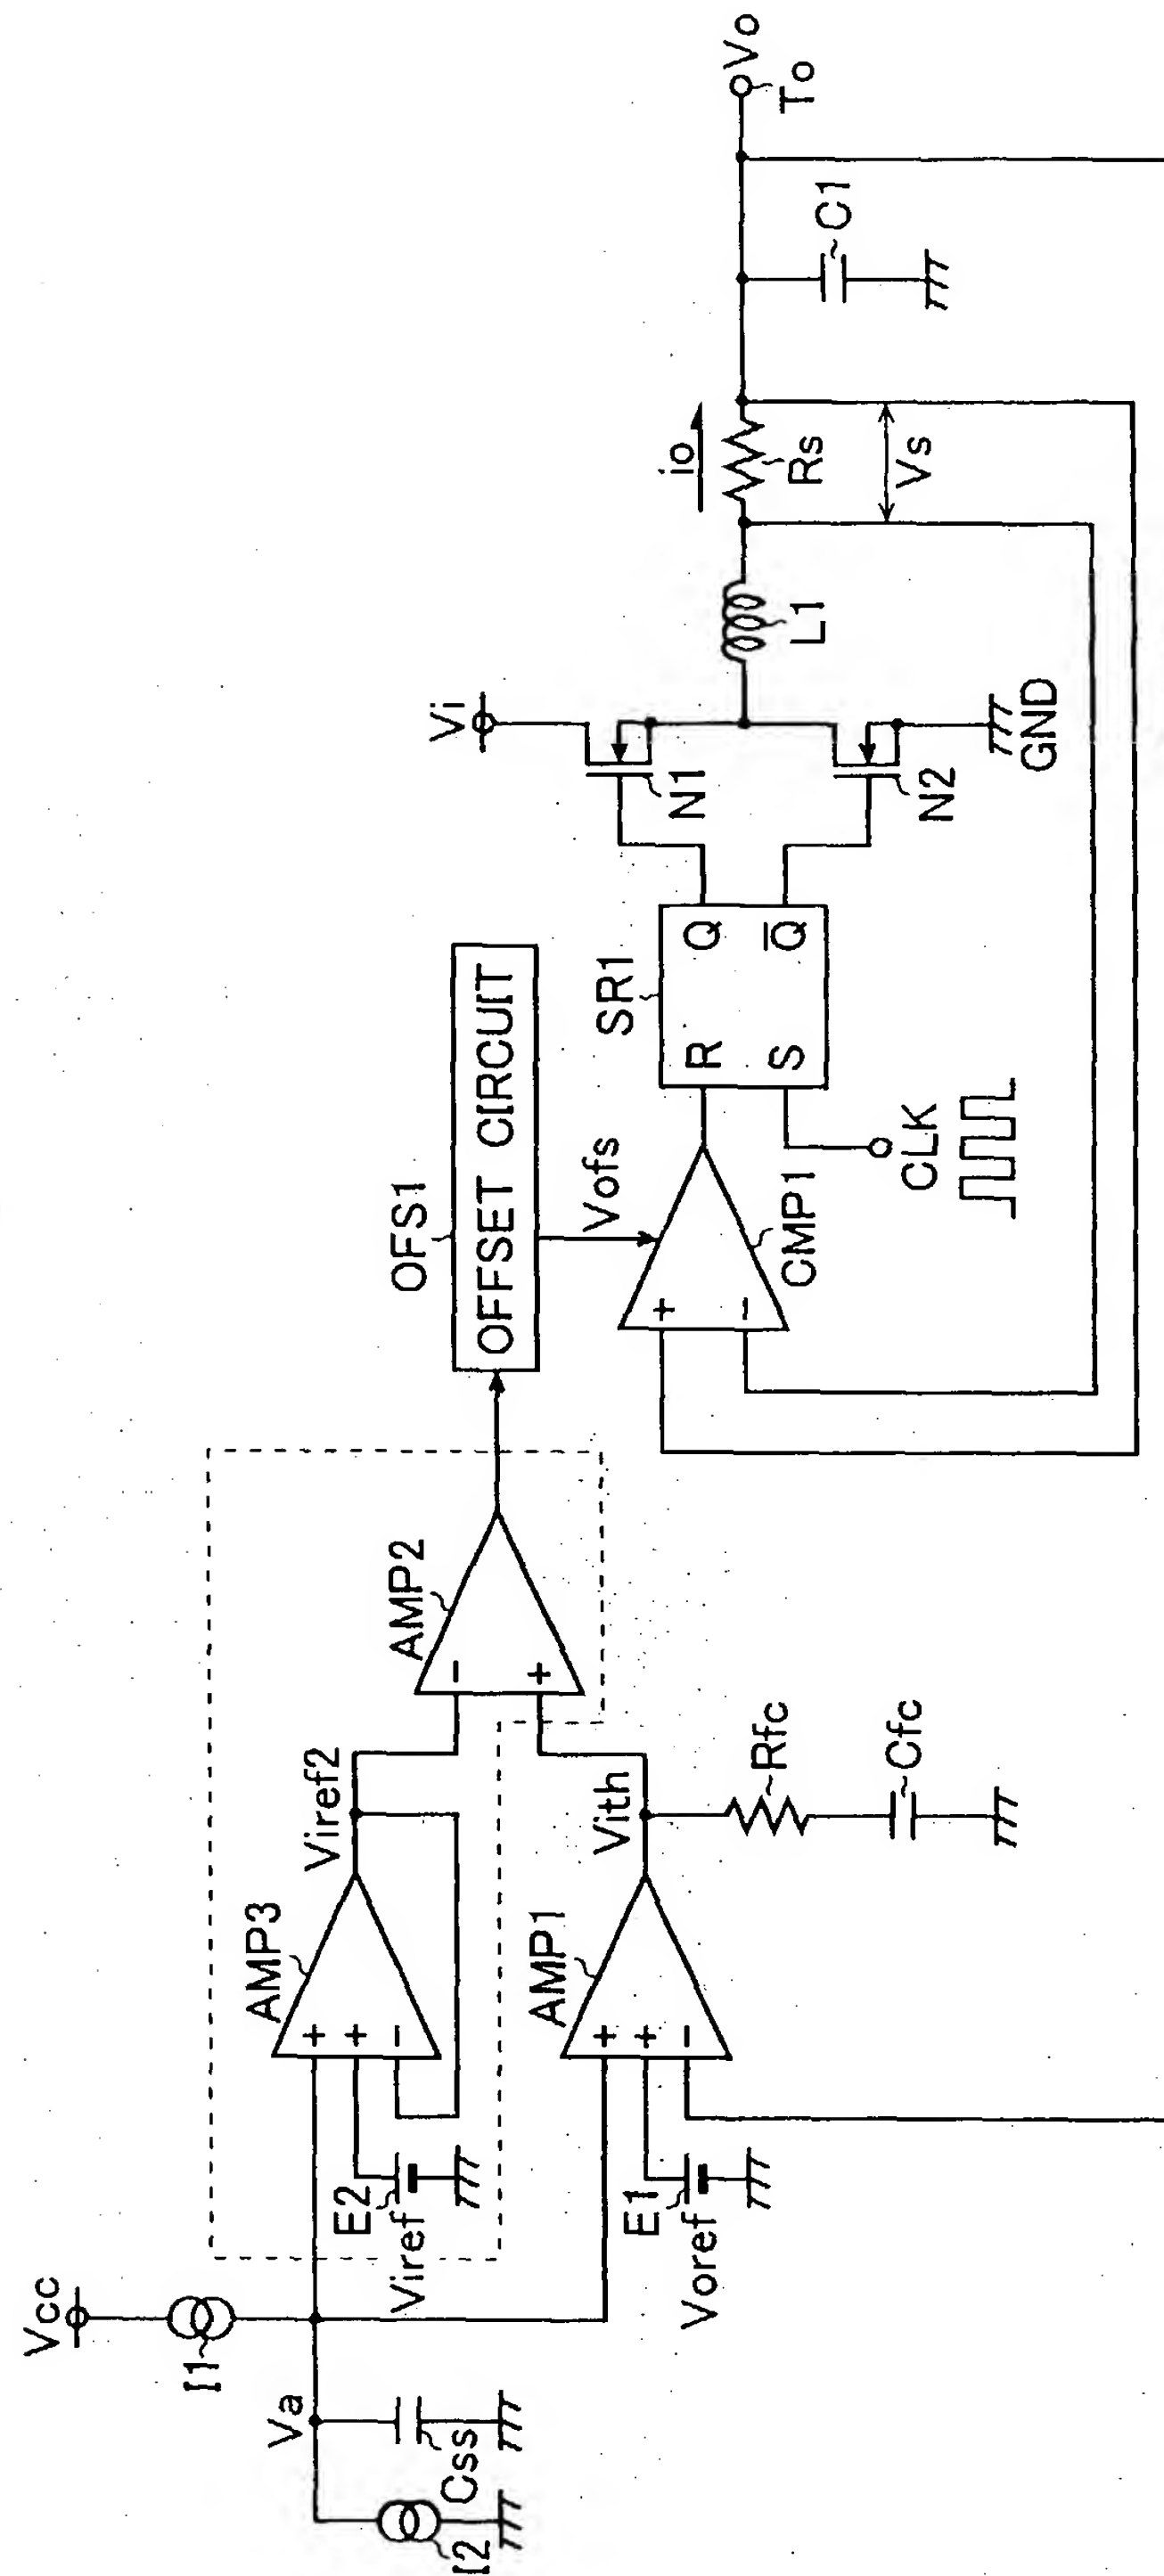 Vcc
I1
Va
Css
I2
AMP3
+
+
-
E2
Viref
Viref2
AMP1
+
+
-
E1
Voref
Vith
Rfc
Cfc
AMP2
-
+
OFS1
OFFSET CIRCUIT
Vofs
+
-
CMP1
SR1
R
S
Q
Q̅
CLK
Vi
N1
N2
GND
L1
io
Rs
Vs
C1
Vo
To